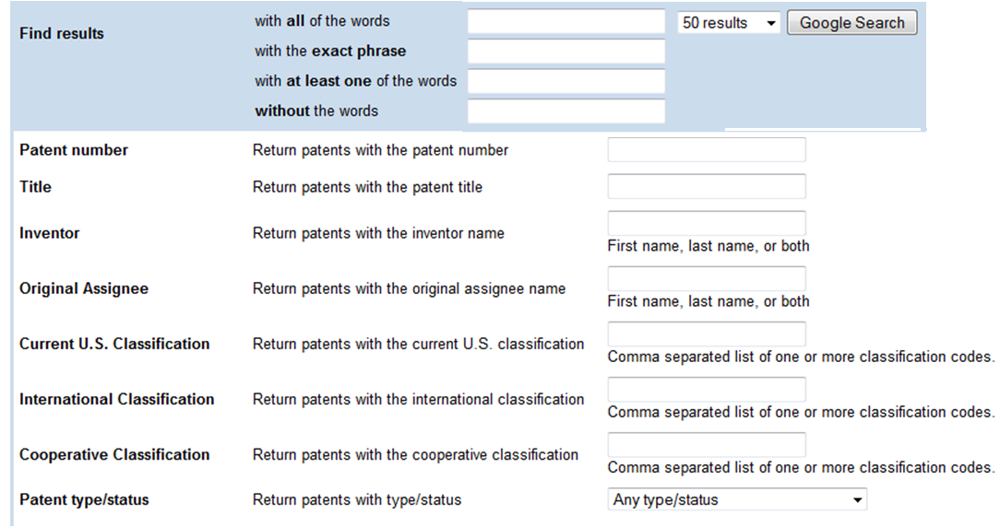 Find results
with all of the words
50 results
Google Search
with the exact phrase
with at least one of the words
without the words
Patent number
Return patents with the patent number
Title
Return patents with the patent title
Inventor
Return patents with the inventor name
First name, last name, or both
Original Assignee
Return patents with the original assignee name
First name, last name, or both
Current U.S. Classification
Return patents with the current U.S. classification
Comma separated list of one or more classification codes.
International Classification
Return patents with the international classification
Comma separated list of one or more classification codes.
Cooperative Classification
Return patents with the cooperative classification
Comma separated list of one or more classification codes.
Patent type/status
Return patents with type/status
Any type/status